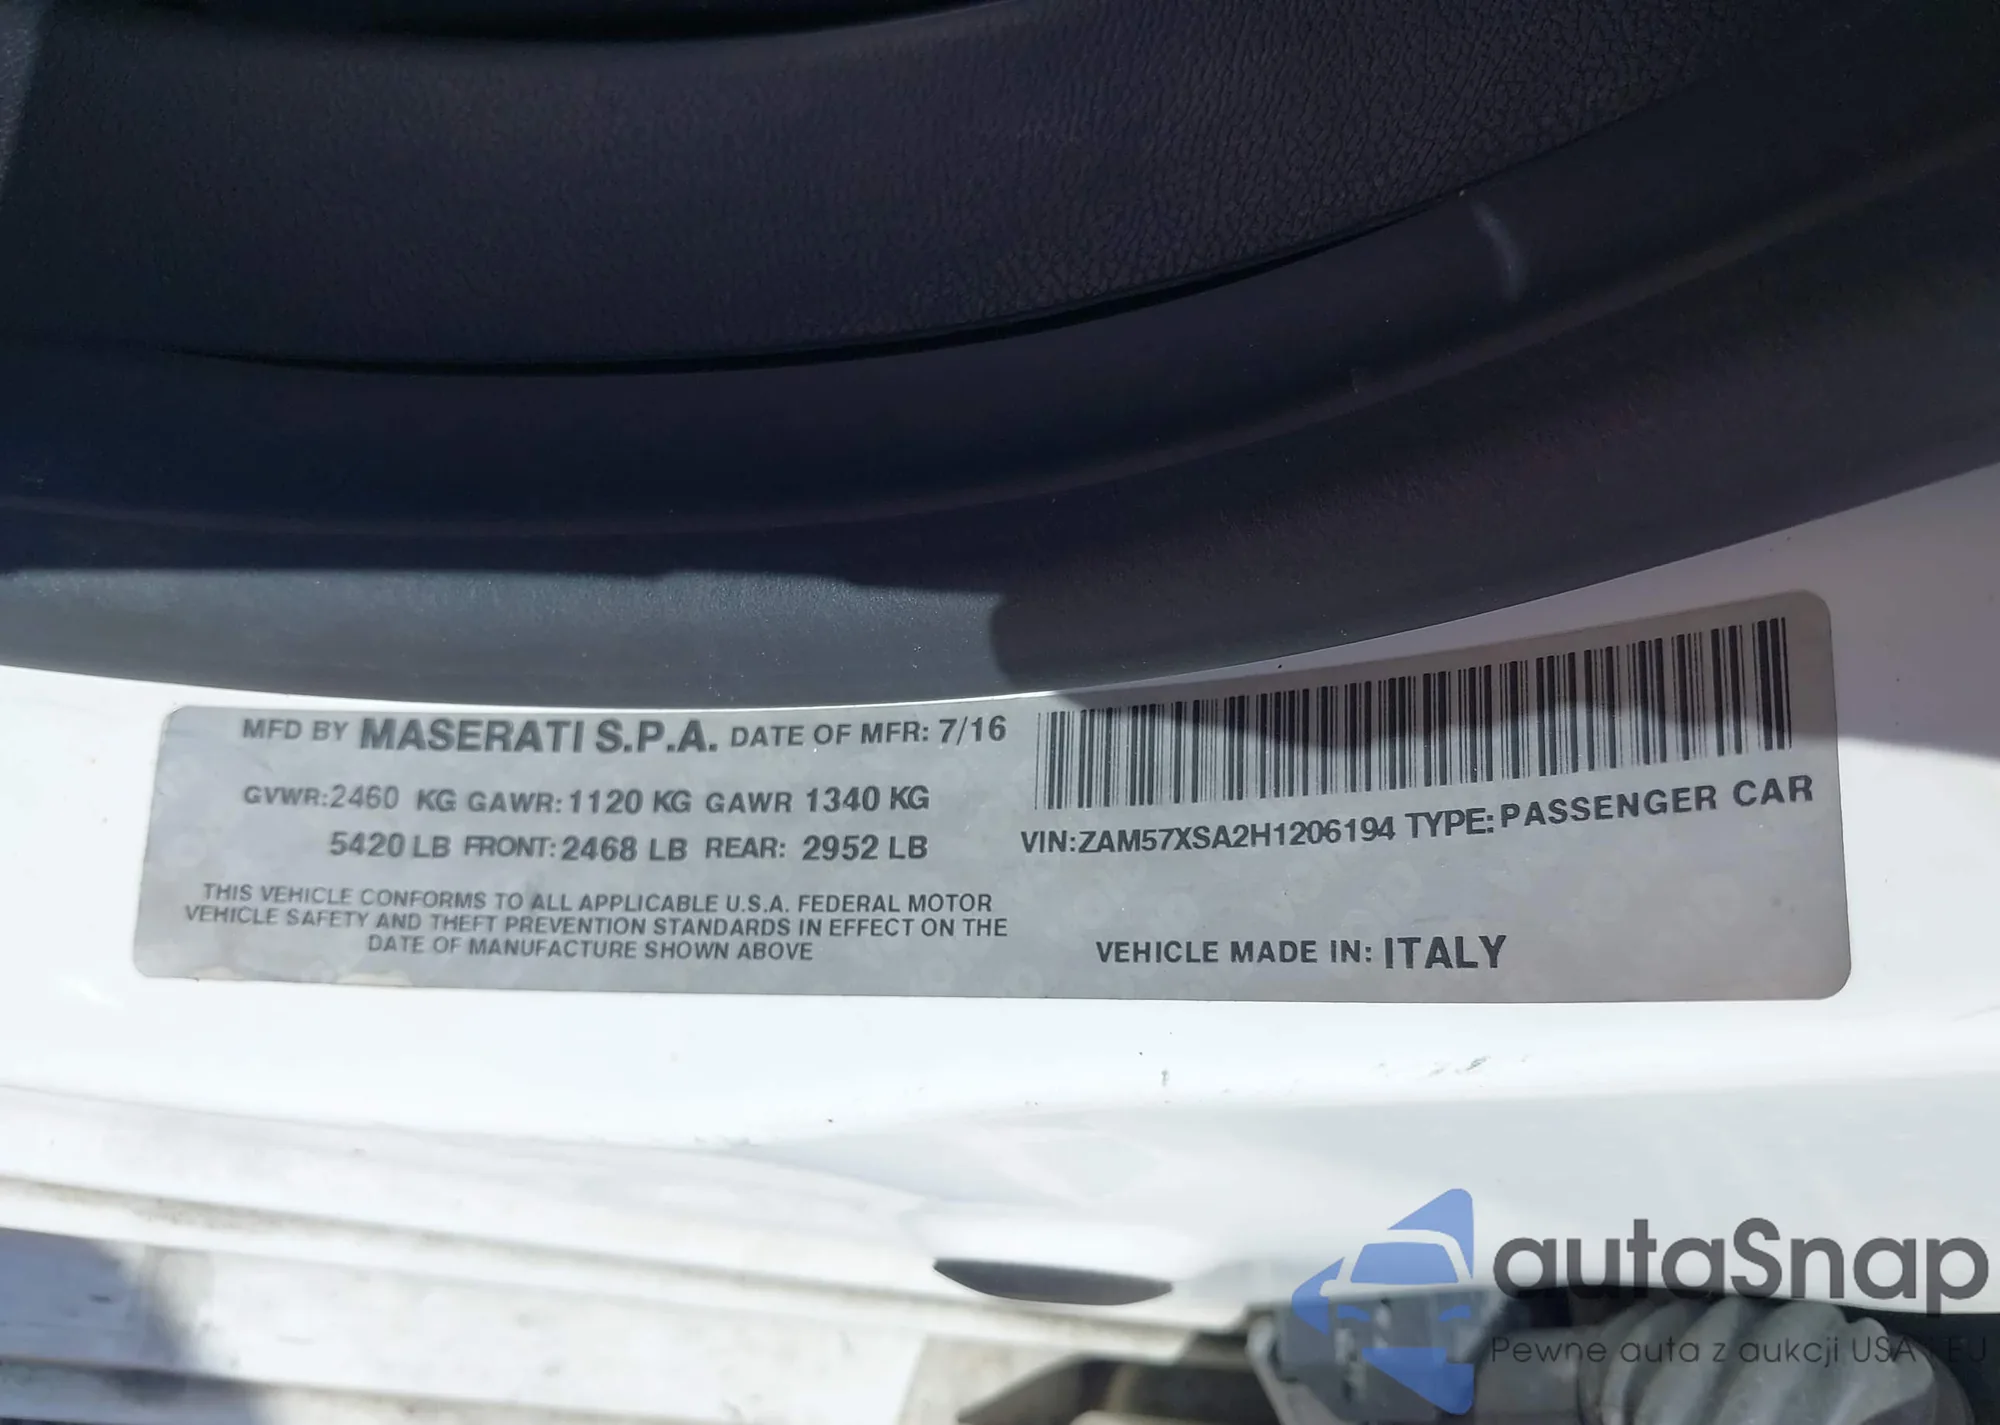 MFD BY MASERATI S.P.A. DATE OF MFR: 7/16
GVWR:2460 KG GAWR:1120 KG GAWR 1340 KG
5420 LB FRONT:2468 LB REAR: 2952 LB
THIS VEHICLE CONFORMS TO ALL APPLICABLE U.S.A. FEDERAL MOTOR
VEHICLE SAFETY AND THEFT PREVENTION STANDARDS IN EFFECT ON THE
DATE OF MANUFACTURE SHOWN ABOVE
VIN:ZAM57XSA2H1206194 TYPE:PASSENGER CAR
VEHICLE MADE IN: ITALY
autaSnap
Pewne auta z aukcji USA i EU